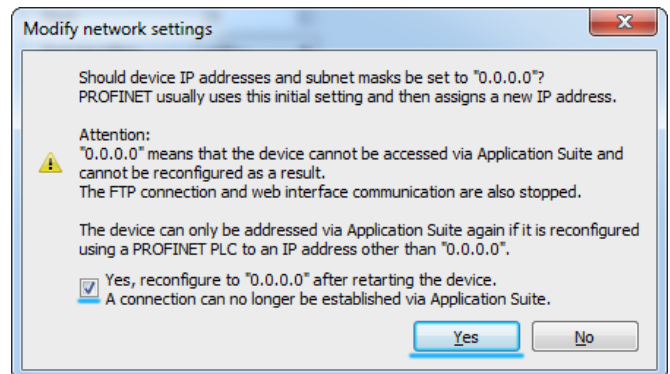 Modify network settings
Should device IP addresses and subnet masks be set to "0.0.0.0"?
PROFINET usually uses this initial setting and then assigns a new IP address.
Attention:
"0.0.0.0" means that the device cannot be accessed via Application Suite and
cannot be reconfigured as a result.
The FTP connection and web interface communication are also stopped.
The device can only be addressed via Application Suite again if it is reconfigured
using a PROFINET PLC to an IP address other than "0.0.0.0".
Yes, reconfigure to "0.0.0.0" after retarting the device.
A connection can no longer be established via Application Suite.
Yes
No